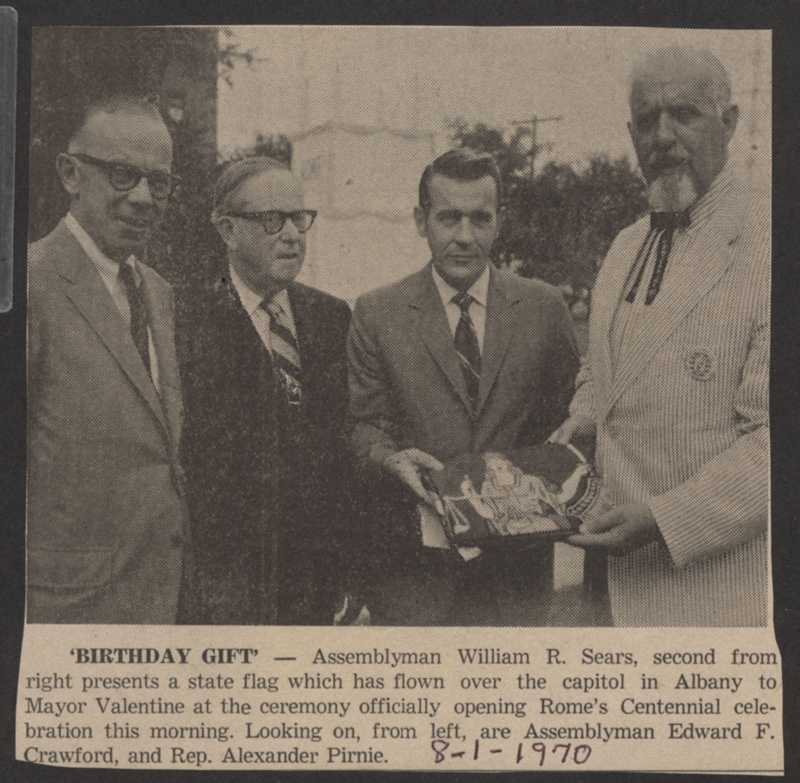 'BIRTHDAY GIFT' — Assemblyman William R. Sears, second from
right presents a state flag which has flown over the capitol in Albany to
Mayor Valentine at the ceremony officially opening Rome's Centennial cele-
bration this morning. Looking on, from left, are Assemblyman Edward F.
Crawford, and Rep. Alexander Pirnie. 8-1-1970